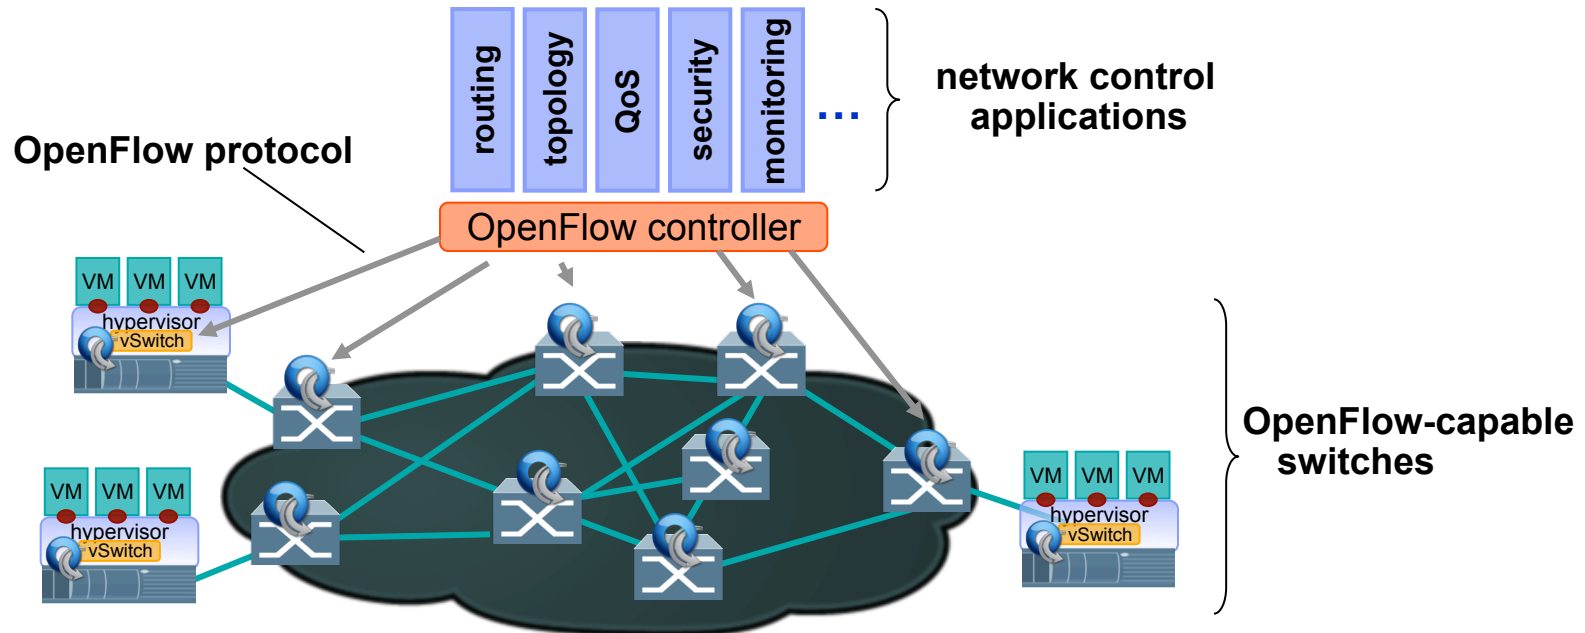 routing
topology
QoS
security
monitoring
...
network control
applications
OpenFlow protocol
OpenFlow controller
VM VM VM
hypervisor
vSwitch
OpenFlow-capable
switches
VM VM VM
hypervisor
vSwitch
VM VM VM
hypervisor
vSwitch